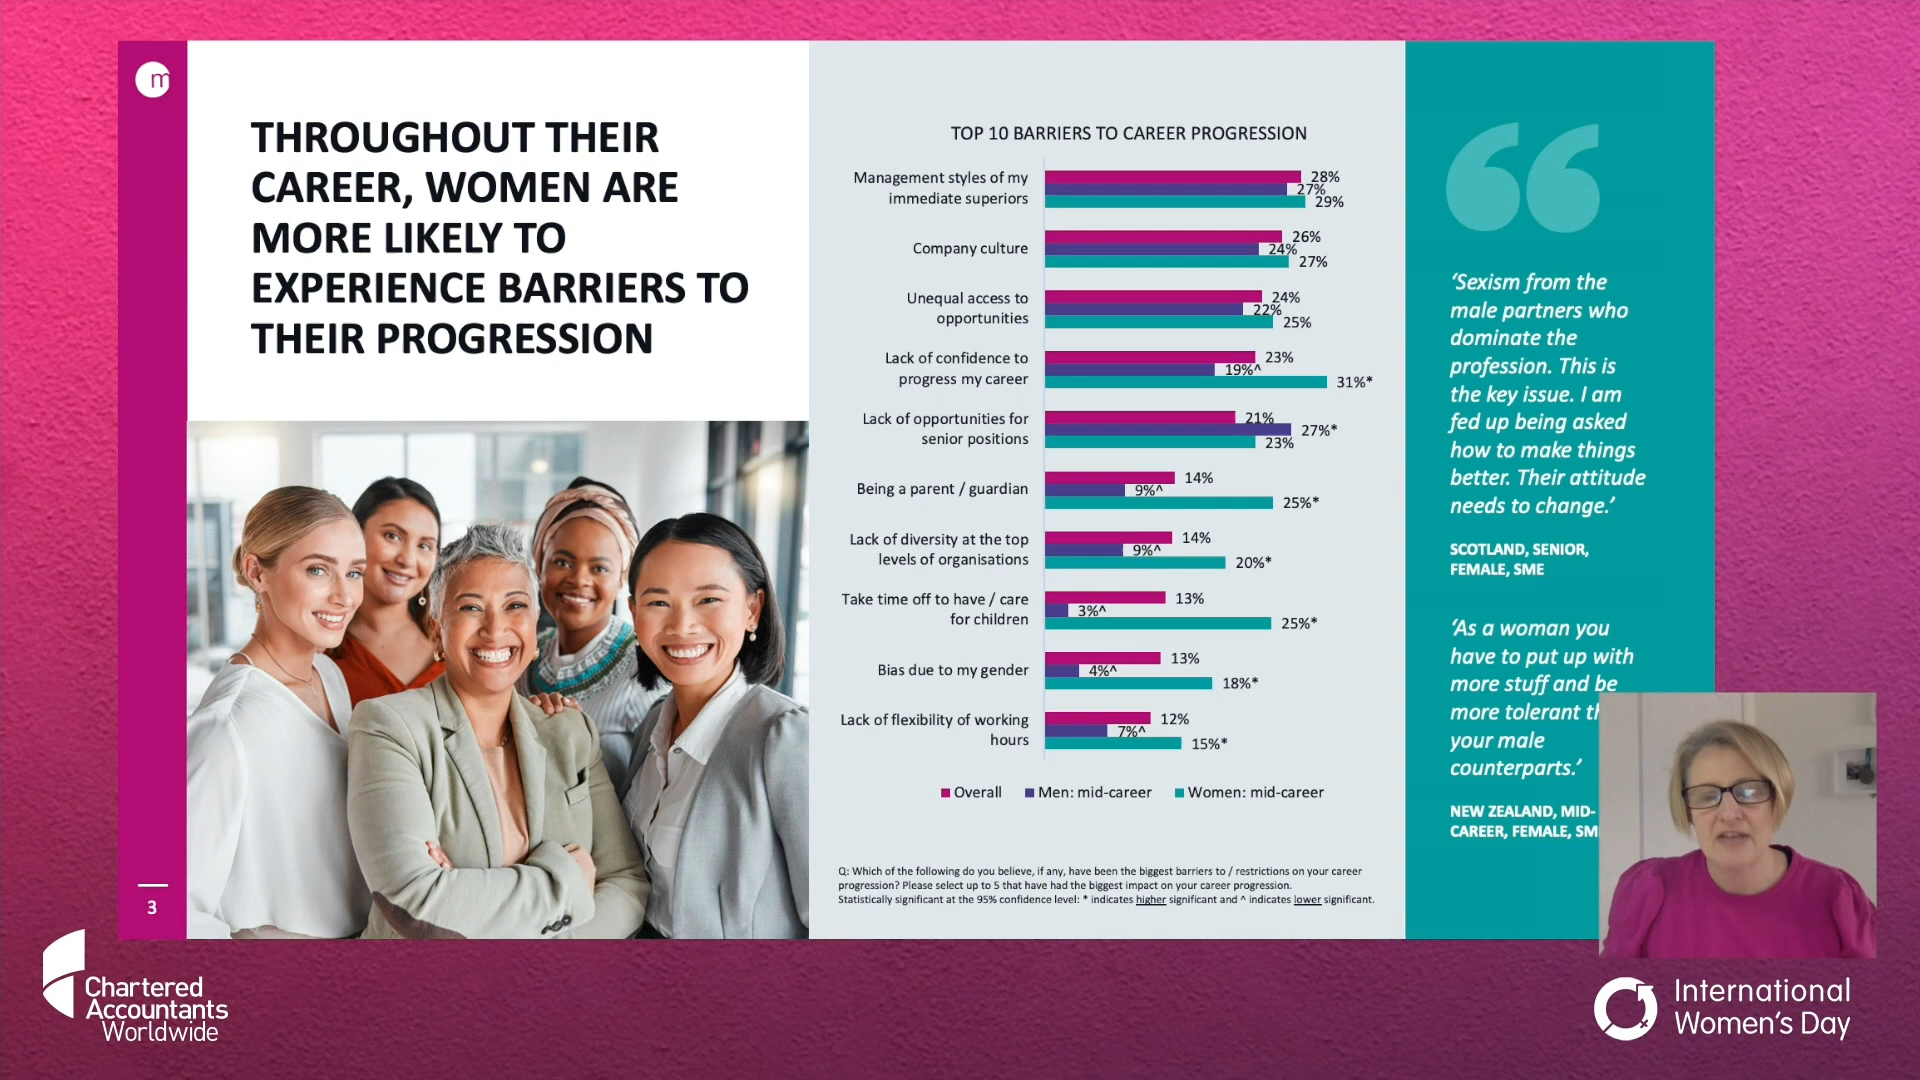 m
THROUGHOUT THEIR
CAREER, WOMEN ARE
MORE LIKELY TO
EXPERIENCE BARRIERS TO
THEIR PROGRESSION
3
TOP 10 BARRIERS TO CAREER PROGRESSION
Management styles of my
immediate superiors
28%
27%
29%
Company culture
26%
24%
27%
Unequal access to
opportunities
24%
22%
25%
Lack of confidence to
progress my career
23%
19%^
31%*
Lack of opportunities for
senior positions
21%
27%*
23%
Being a parent / guardian
14%
9%^
25%*
Lack of diversity at the top
levels of organisations
14%
9%^
20%*
Take time off to have / care
for children
13%
3%^
25%*
Bias due to my gender
13%
4%^
18%*
Lack of flexibility of working
hours
12%
7%^
15%*
Overall Men: mid-career Women: mid-career
Q: Which of the following do you believe, if any, have been the biggest barriers to / restrictions on your career
progression? Please select up to 5 that have had the biggest impact on your career progression.
Statistically significant at the 95% confidence level: * indicates higher significant and ^ indicates lower significant.
“
‘Sexism from the
male partners who
dominate the
profession. This is
the key issue. I am
fed up being asked
how to make things
better. Their attitude
needs to change.’
SCOTLAND, SENIOR,
FEMALE, SME
‘As a woman you
have to put up with
more stuff and be
more tolerant
your male
counterparts.’
NEW ZEALAND, MID-
CAREER, FEMALE,
Chartered
Accountants
Worldwide
International
Women's Day